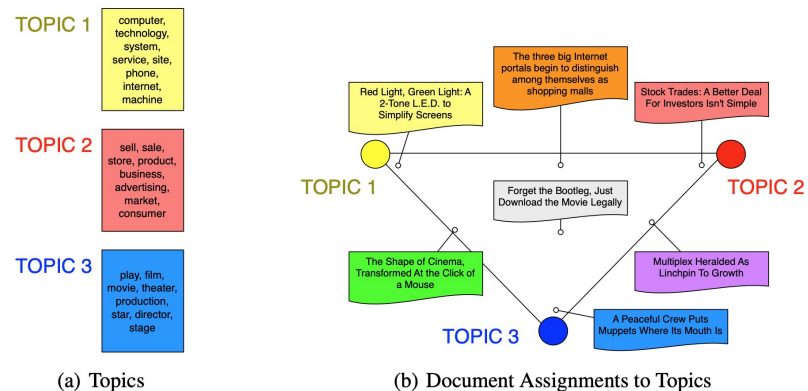 TOPIC 1
computer,
technology,
system,
service, site,
phone,
internet,
machine
TOPIC 2
sell, sale,
store, product,
business,
advertising,
market,
consumer
TOPIC 3
play, film,
movie, theater,
production,
star, director,
stage
(a) Topics
Red Light, Green Light: A
2-Tone L.E.D. to
Simplify Screens
The three big Internet
portals begin to distinguish
among themselves as
shopping malls
Stock Trades: A Better Deal
For Investors Isn't Simple
TOPIC 1
TOPIC 2
Forget the Bootleg, Just
Download the Movie Legally
The Shape of Cinema,
Transformed At the Click of
a Mouse
Multiplex Heralded As
Linchpin To Growth
TOPIC 3
A Peaceful Crew Puts
Muppets Where Its Mouth Is
(b) Document Assignments to Topics